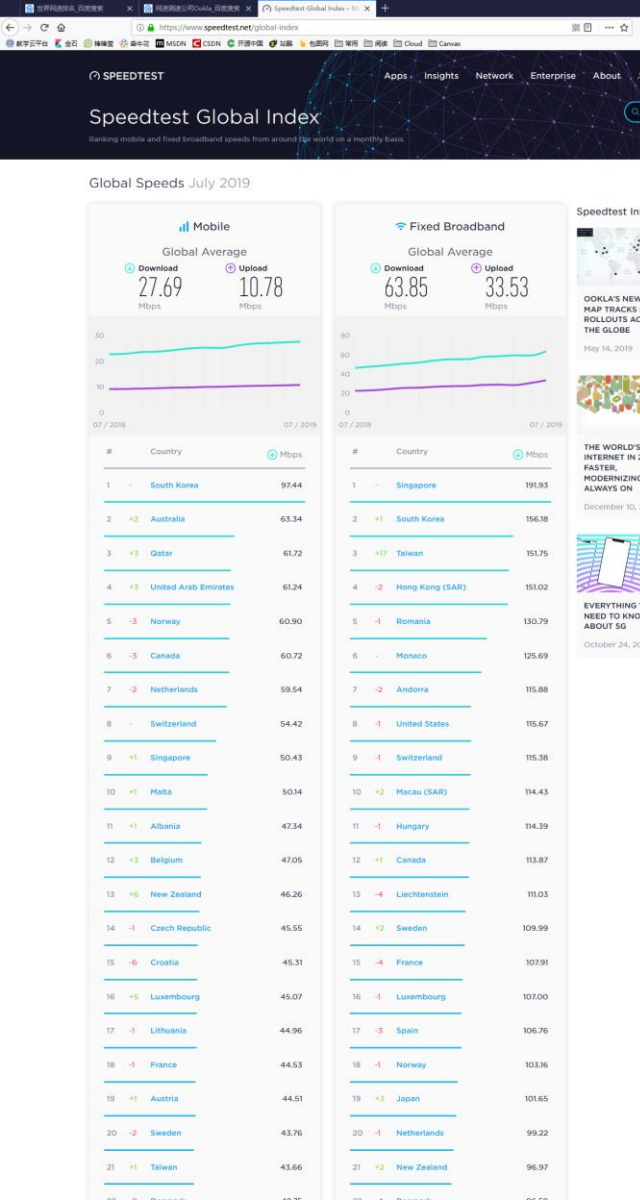 世界网速排名_百度搜索
网速测速公司Ookla_百度搜索
Speedtest Global Index –
https://www.speedtest.net/global-index
数字云平台 金石 锤锤堂 牵牛花 MSDN CSDN 开源中国 站酷 包图网 常用 阅读 Cloud Canvas
SPEEDTEST
Apps Insights Network Enterprise About
Speedtest Global Index
Ranking mobile and fixed broadband speeds from around the world on a monthly basis.
Global Speeds July 2019
Mobile
Global Average
Download Upload
27.69 10.78
Mbps Mbps
30
20
10
0
07 / 2018 07 / 2019
# Country Mbps
1 - South Korea 97.44
2 +2 Australia 63.34
3 +3 Qatar 61.72
4 +3 United Arab Emirates 61.24
5 -3 Norway 60.90
6 -3 Canada 60.72
7 -2 Netherlands 59.54
8 - Switzerland 54.42
9 +1 Singapore 50.43
10 +1 Malta 50.14
11 +1 Albania 47.34
12 +3 Belgium 47.05
13 +6 New Zealand 46.26
14 -1 Czech Republic 45.55
15 -6 Croatia 45.31
16 +5 Luxembourg 45.07
17 -1 Lithuania 44.96
18 -1 France 44.53
19 +1 Austria 44.51
20 -2 Sweden 43.76
21 +1 Taiwan 43.66
Fixed Broadband
Global Average
Download Upload
63.85 33.53
Mbps Mbps
80
60
40
20
0
07 / 2018 07 / 2019
# Country Mbps
1 - Singapore 191.93
2 +1 South Korea 156.18
3 +17 Taiwan 151.75
4 -2 Hong Kong (SAR) 151.02
5 -1 Romania 130.79
6 - Monaco 125.69
7 -2 Andorra 115.88
8 -1 United States 115.67
9 -1 Switzerland 115.38
10 +2 Macau (SAR) 114.43
11 -1 Hungary 114.39
12 +1 Canada 113.87
13 -4 Liechtenstein 111.03
14 +2 Sweden 109.99
15 -4 France 107.91
16 -1 Luxembourg 107.00
17 -3 Spain 106.76
18 -1 Norway 103.16
19 +3 Japan 101.65
20 -1 Netherlands 99.22
21 +2 New Zealand 96.97
Speedtest In
OOKLA'S NEW
MAP TRACKS
ROLLOUTS AC
THE GLOBE
May 14, 2019
THE WORLD'S
INTERNET IN 2
FASTER,
MODERNIZING
ALWAYS ON
December 10,
EVERYTHING
NEED TO KNO
ABOUT 5G
October 24, 20